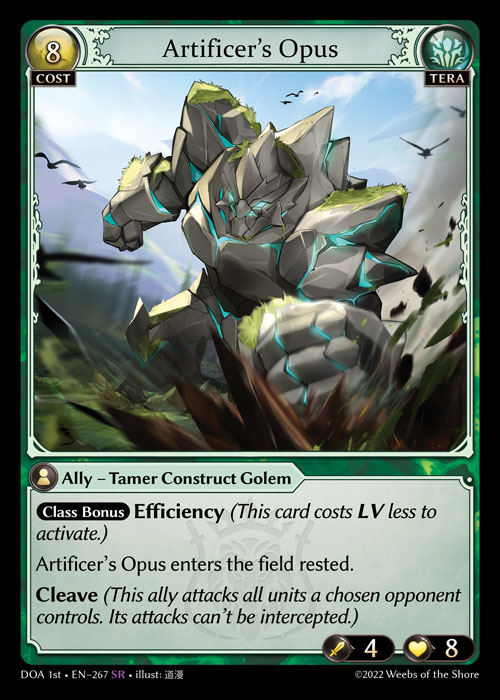 8
Artificer's Opus
COST
TERA
Ally – Tamer Construct Golem
Class Bonus Efficiency (This card costs LV less to
activate.)
Artificer's Opus enters the field rested.
Cleave (This ally attacks all units a chosen opponent
controls. Its attacks can't be intercepted.)
4
8
DOA 1st • EN–267 SR • illust: 道漫
©2022 Weebs of the Shore